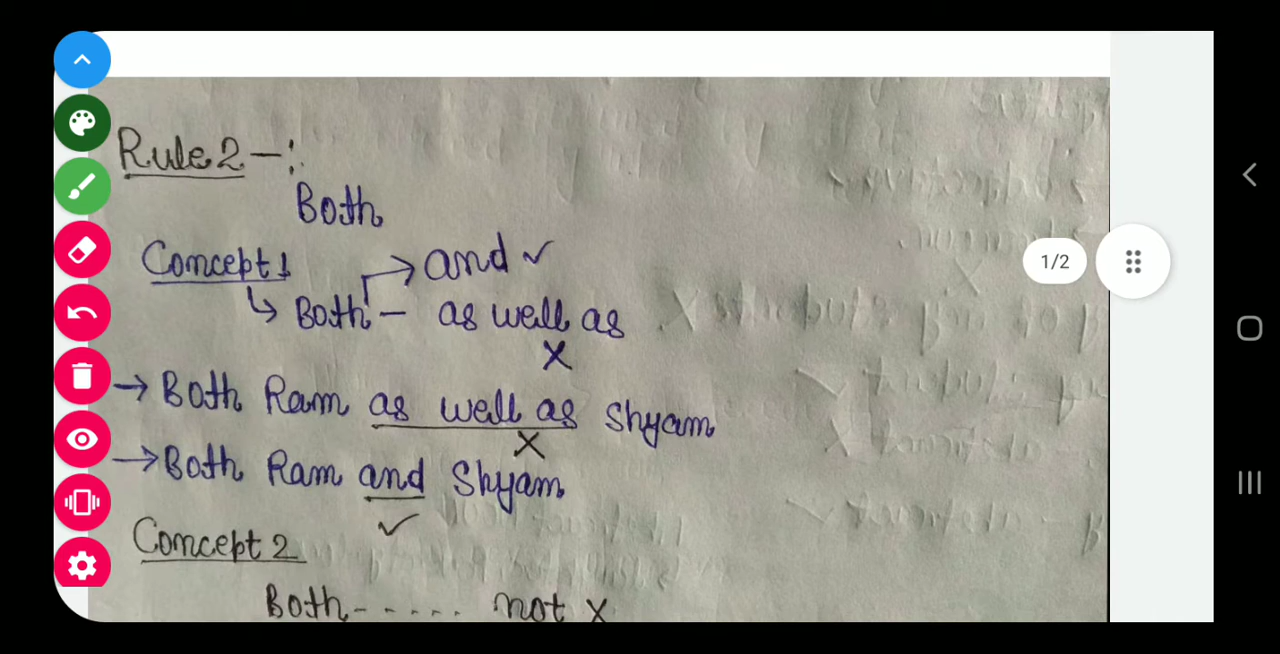 Rule 2 -:
Both
Concept 1
→ and ✓
↳ Both - as well as
X
→ Both Ram as well as Shyam
X
→ Both Ram and Shyam
✓
Concept 2
Both - - - - - not X
1/2